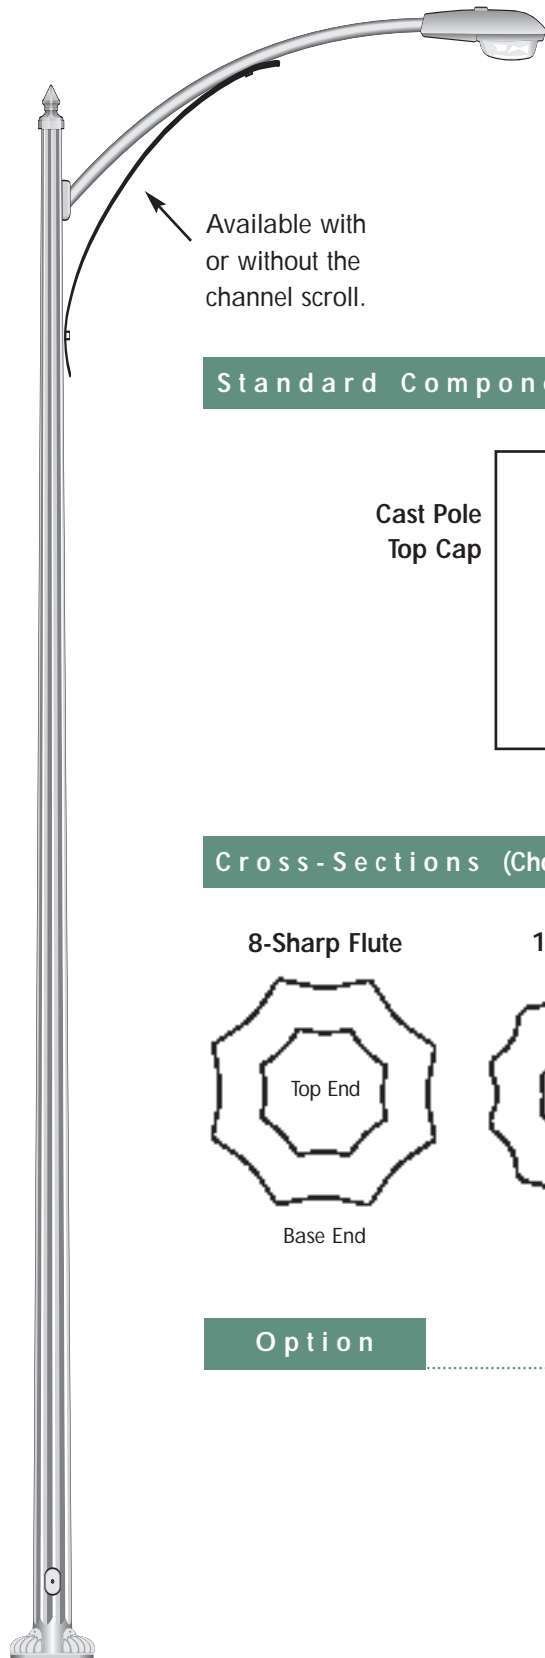 Available with
or without the
channel scroll.
Standard Compon
Cast Pole
Top Cap
Cross-Sections (Cho
8-Sharp Flute
1
Top End
Base End
Option